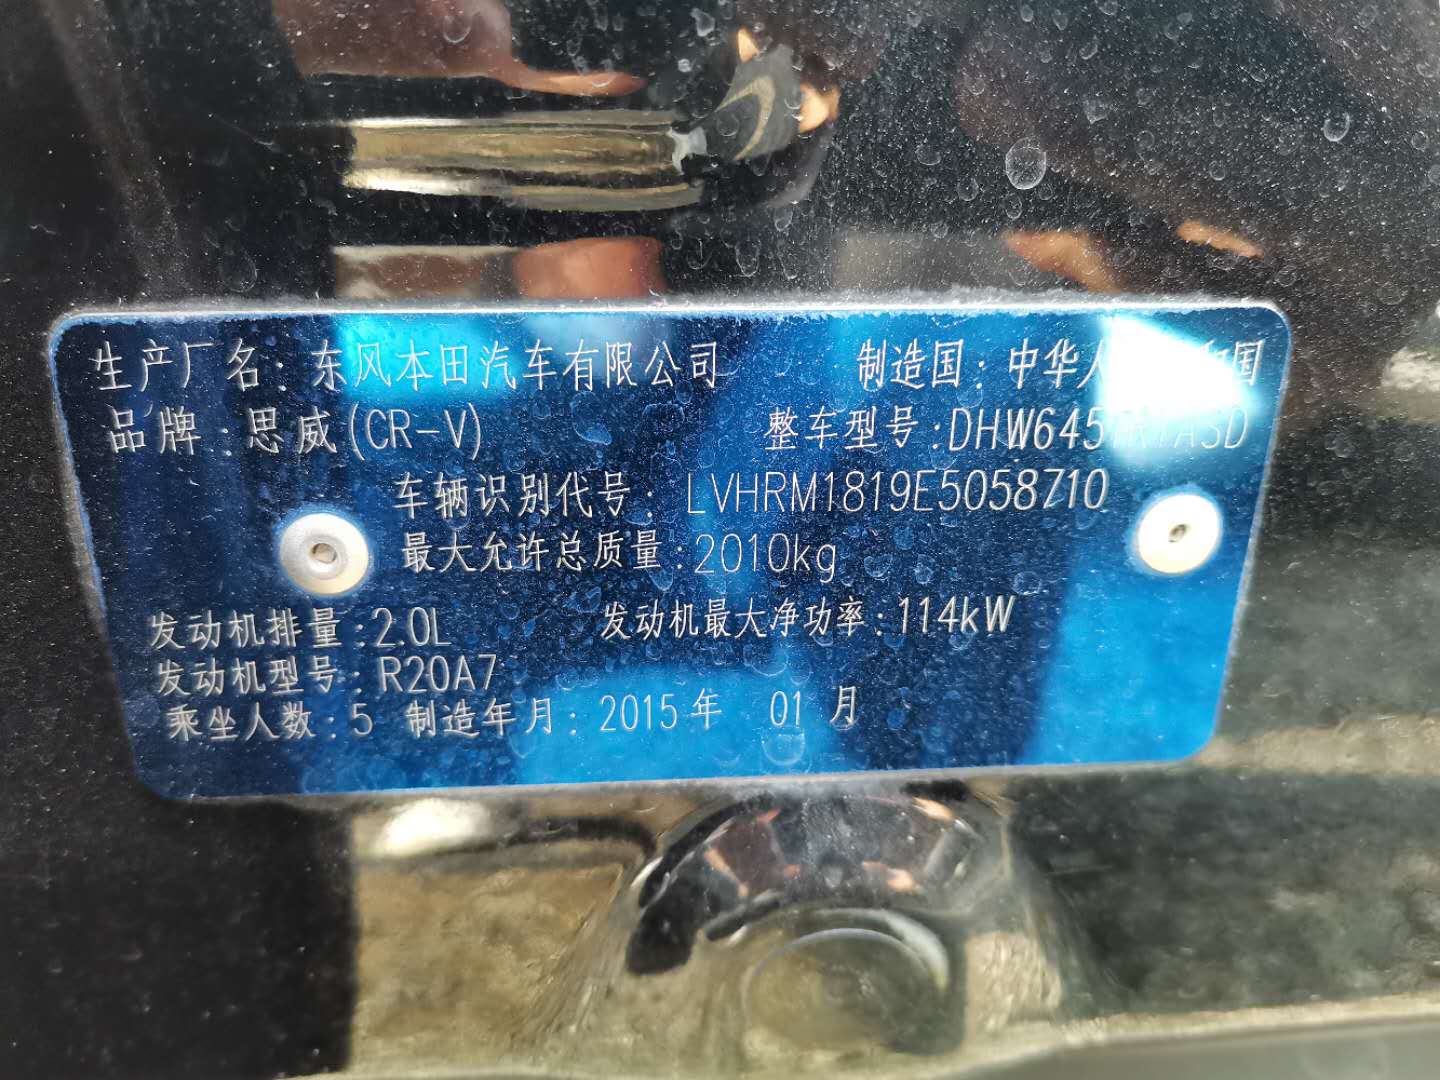 生产厂名: 东风本田汽车有限公司 制造国: 中华人 和国
品牌: 思威(CR-V) 整车型号:
车辆识别代号: LVHRM1819E5058710
最大允许总质量: 2010kg
发动机排量: 2.0L 发动机最大净功率: 114kW
发动机型号: R20A7
乘坐人数: 5 制造年月: 2015年 01月